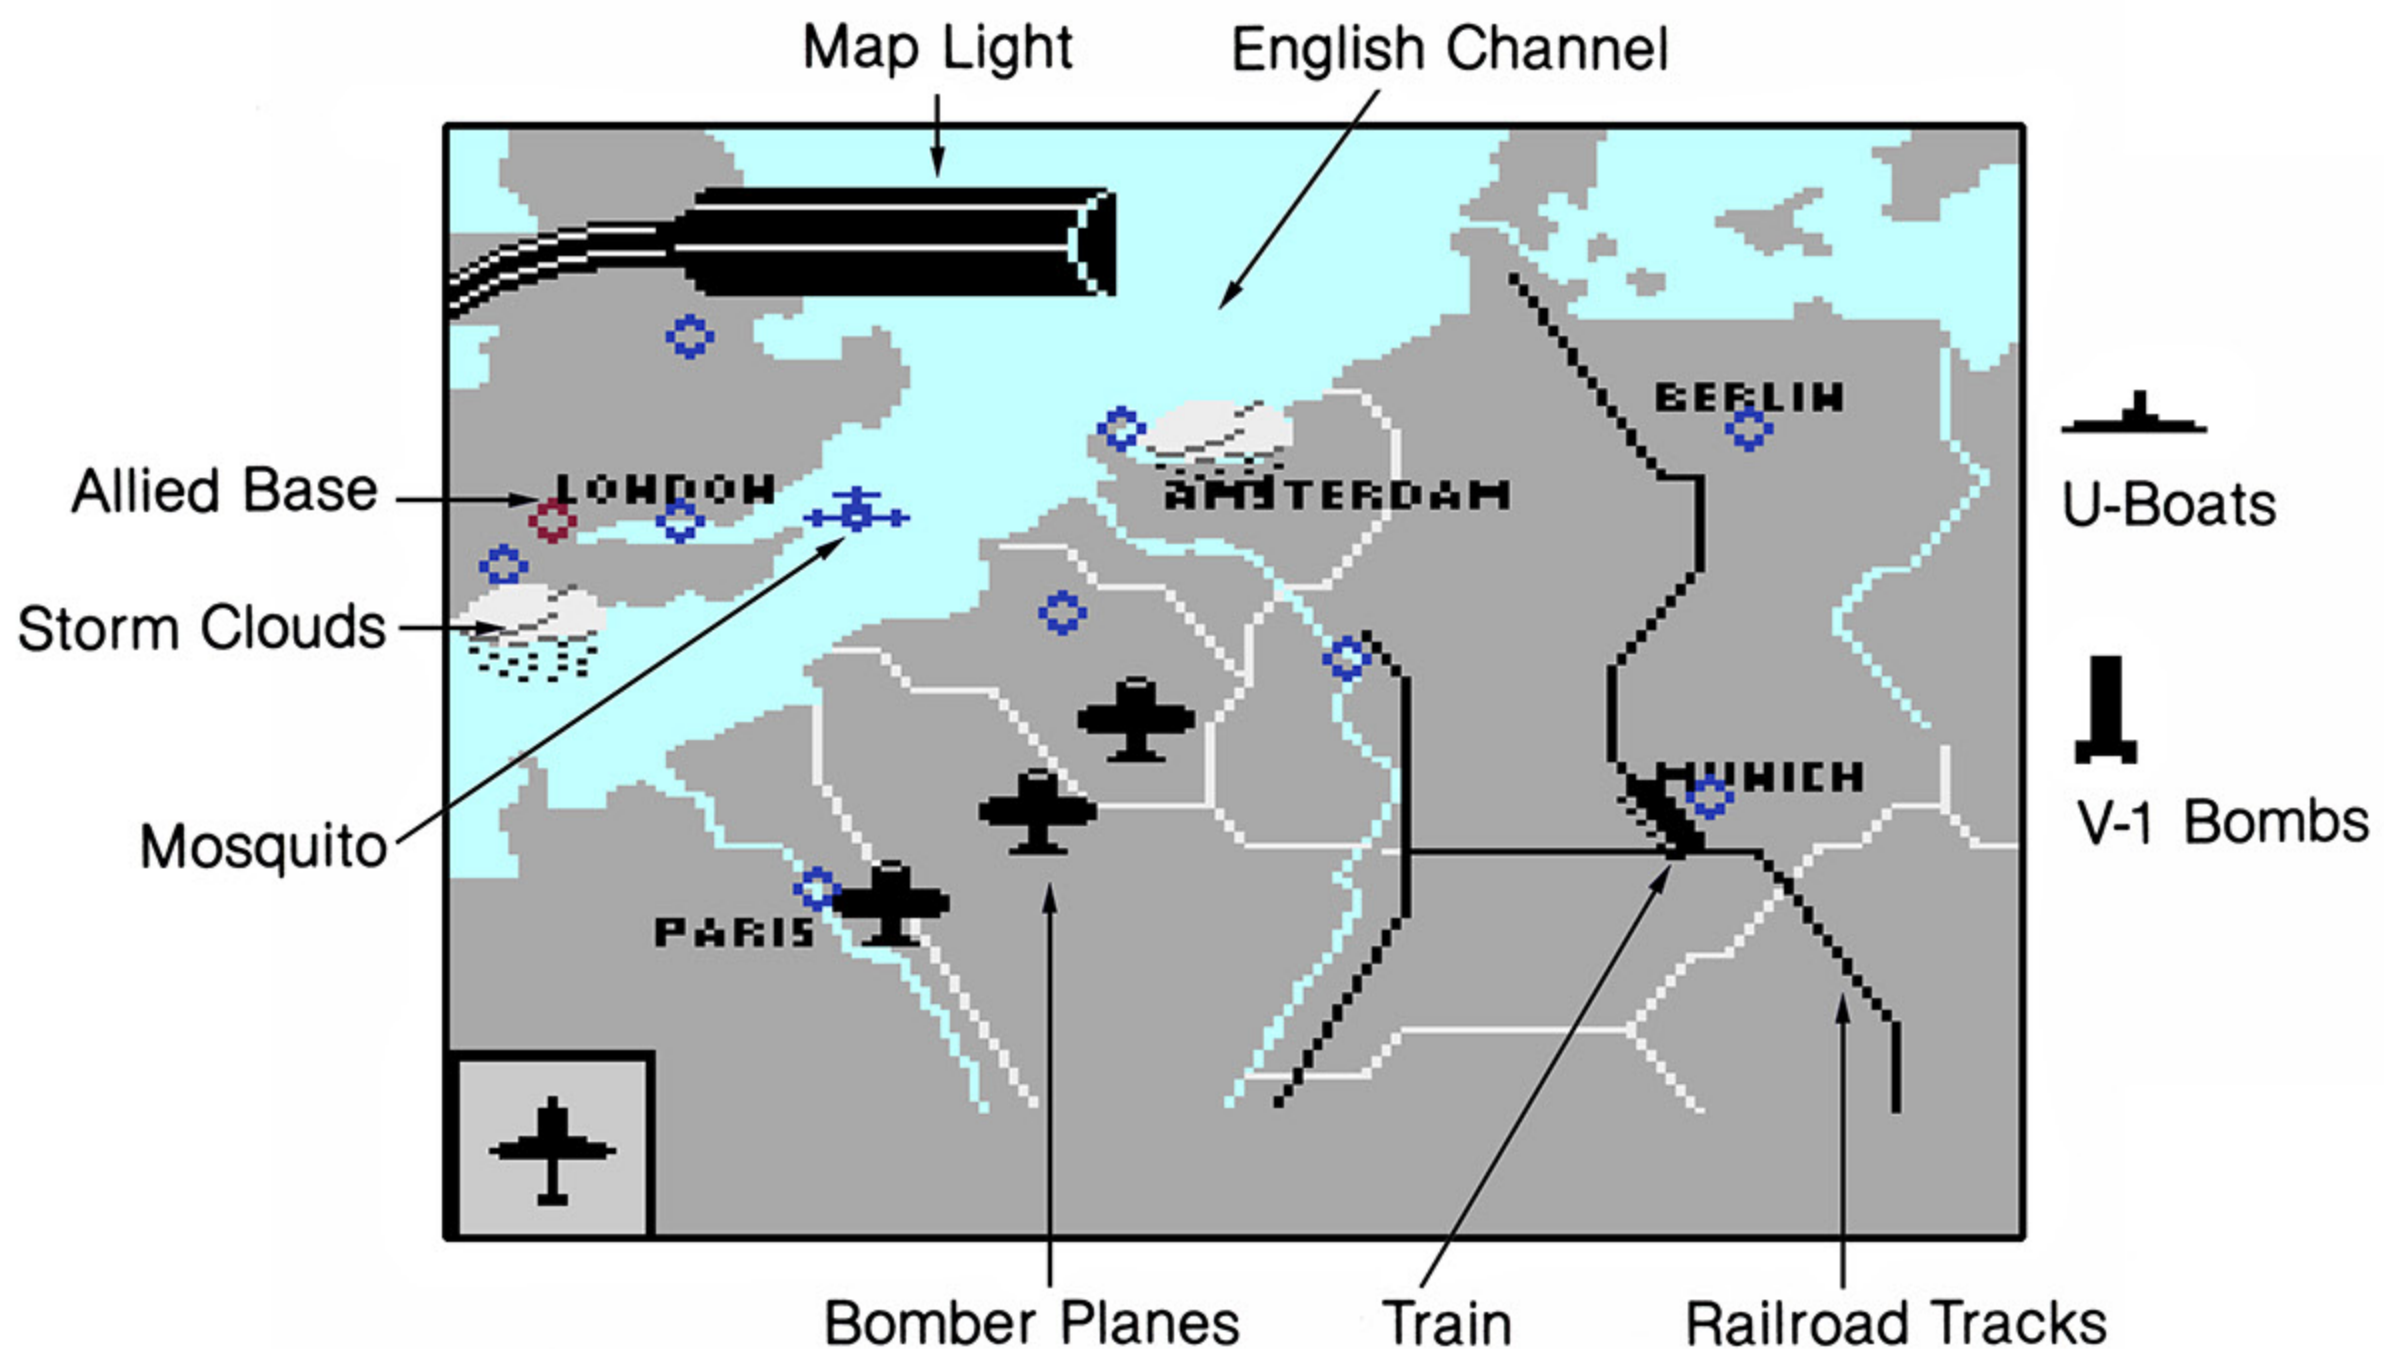 Map Light
English Channel
BERLIN
Allied Base
LONDON
AMSTERDAM
U-Boats
Storm Clouds
MUNICH
V-1 Bombs
Mosquito
PARIS
Bomber Planes
Train
Railroad Tracks